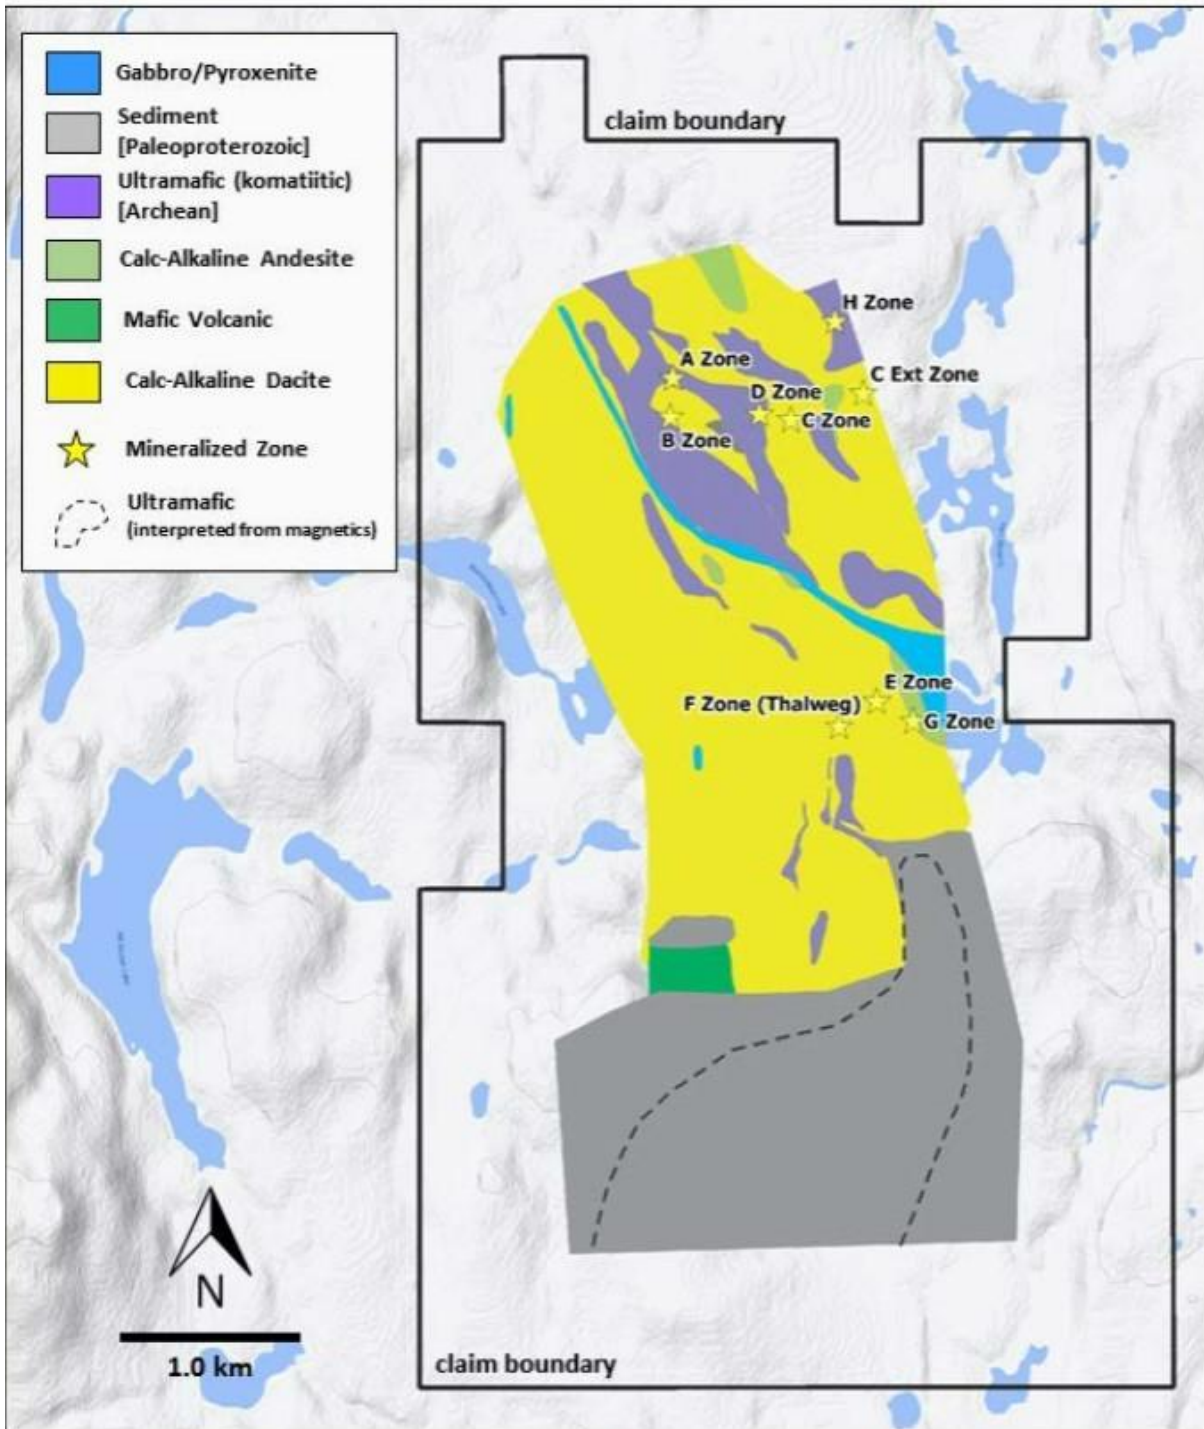 Gabbro/Pyroxenite
Sediment
[Paleoproterozoic]
Ultramafic (komatiitic)
[Archean]
Calc-Alkaline Andesite
Mafic Volcanic
Calc-Alkaline Dacite
Mineralized Zone
Ultramafic
(interpreted from magnetics)
claim boundary
H Zone
A Zone
C Ext Zone
D Zone
C Zone
B Zone
E Zone
F Zone (Thalweg)
G Zone
N
1.0 km
claim boundary